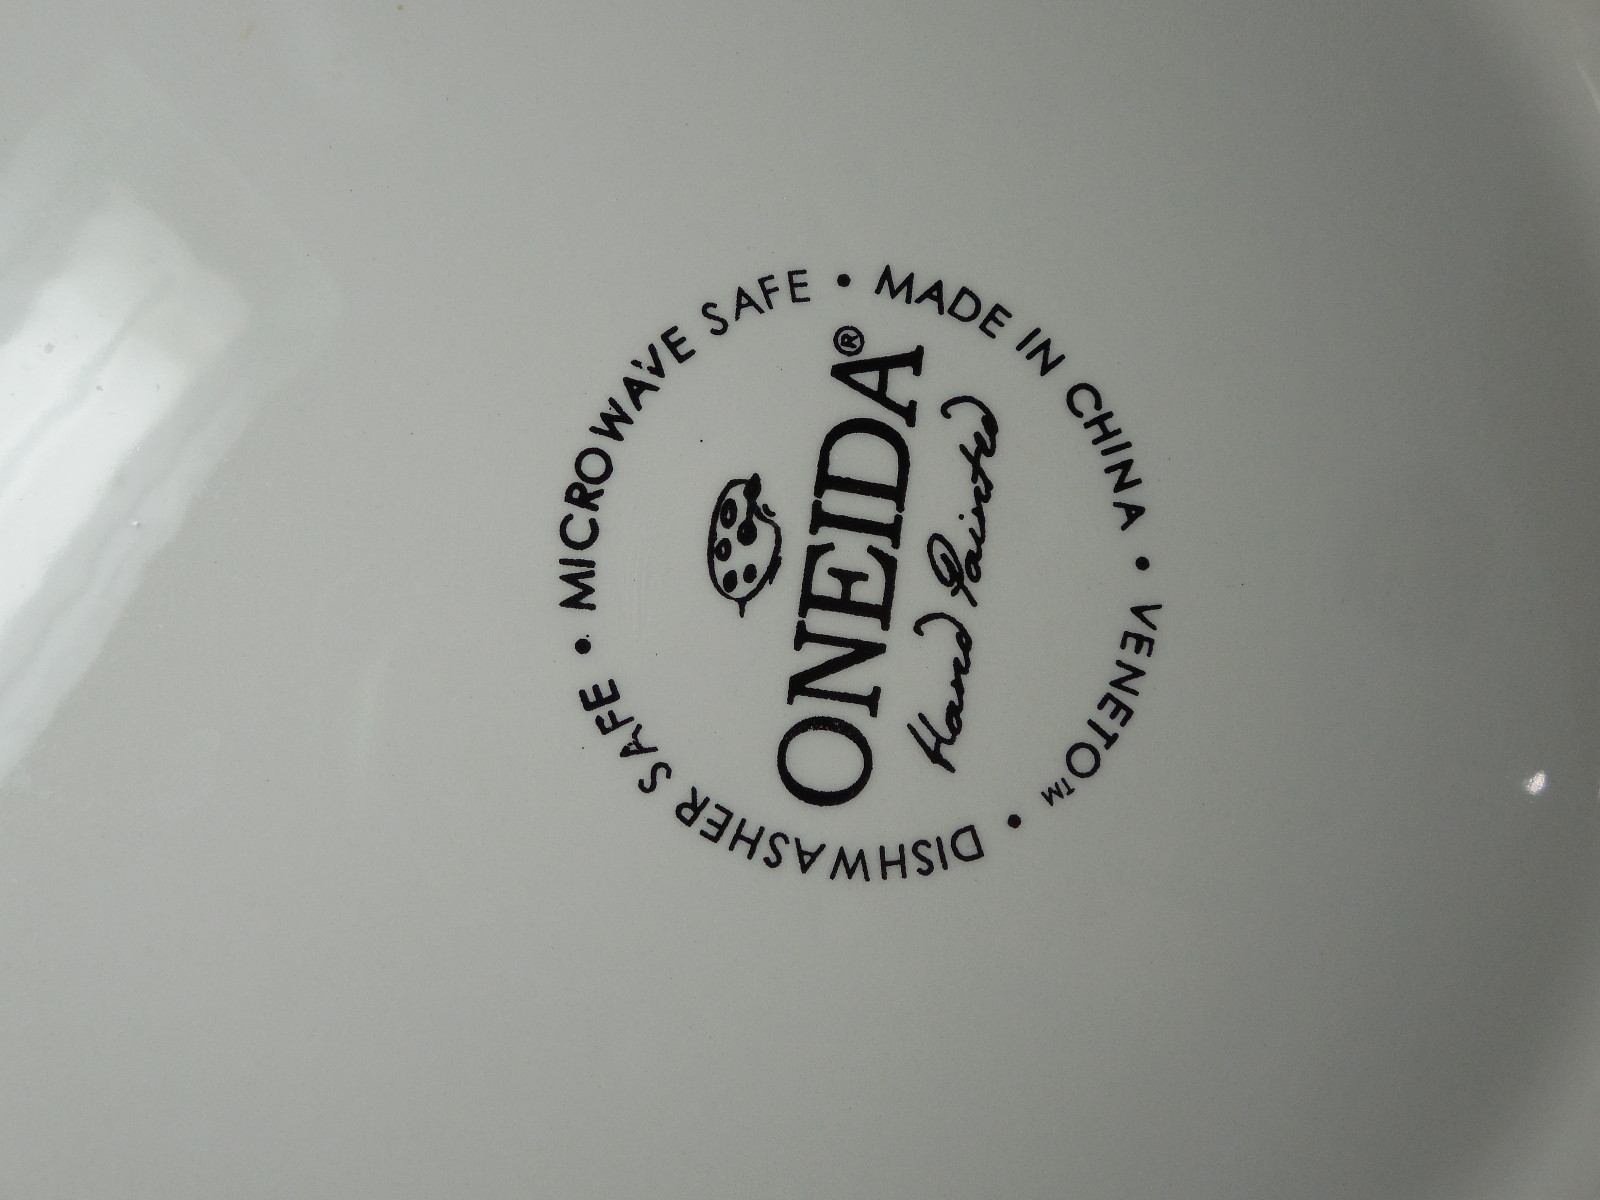 ONEIDA®
Hand Painted
DISHWASHER SAFE • MICROWAVE SAFE • MADE IN CHINA • VENETO™ •